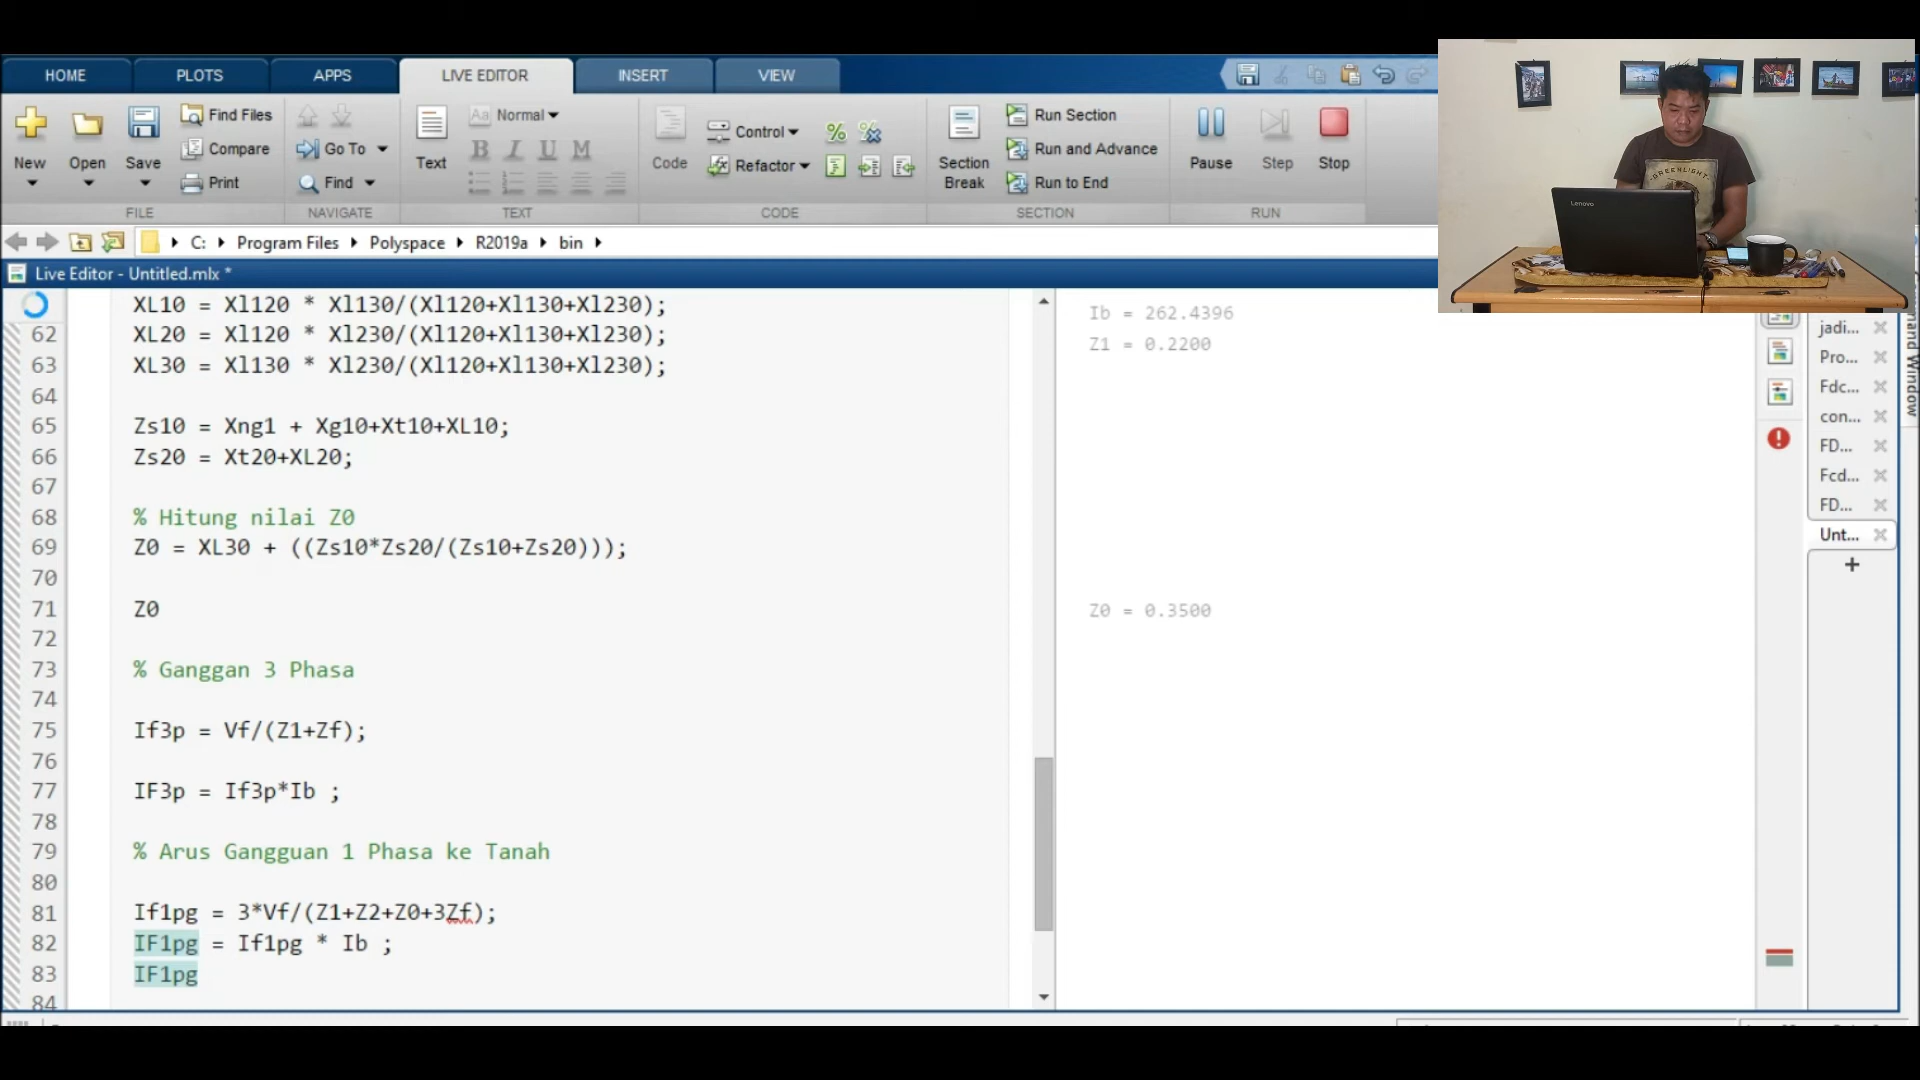 HOME PLOTS APPS LIVE EDITOR INSERT VIEW
New Open Save Find Files Compare Print
Go To Find
Text Aa Normal B I U M
Code Control Refactor
Section Break Run Section Run and Advance Run to End
Pause Step Stop
FILE NAVIGATE TEXT CODE SECTION RUN
C: Program Files Polyspace R2019a bin
Live Editor - Untitled.mlx *
XL10 = Xl120 * Xl130/(Xl120+Xl130+Xl230);
62 XL20 = Xl120 * Xl230/(Xl120+Xl130+Xl230);
63 XL30 = Xl130 * Xl230/(Xl120+Xl130+Xl230);
64
65 Zs10 = Xng1 + Xg10+Xt10+XL10;
66 Zs20 = Xt20+XL20;
67
68 % Hitung nilai Z0
69 Z0 = XL30 + ((Zs10*Zs20/(Zs10+Zs20)));
70
71 Z0
72
73 % Ganggan 3 Phasa
74
75 If3p = Vf/(Z1+Zf);
76
77 IF3p = If3p*Ib ;
78
79 % Arus Gangguan 1 Phasa ke Tanah
80
81 If1pg = 3*Vf/(Z1+Z2+Z0+3Zf);
82 IF1pg = If1pg * Ib ;
83 IF1pg
84
Ib = 262.4396
Z1 = 0.2200
Z0 = 0.3500
jadi...
Pro...
Fdc...
con...
FD...
Fcd...
FD...
Unt...
+
mand Window
Lenovo
GREENLIGHT